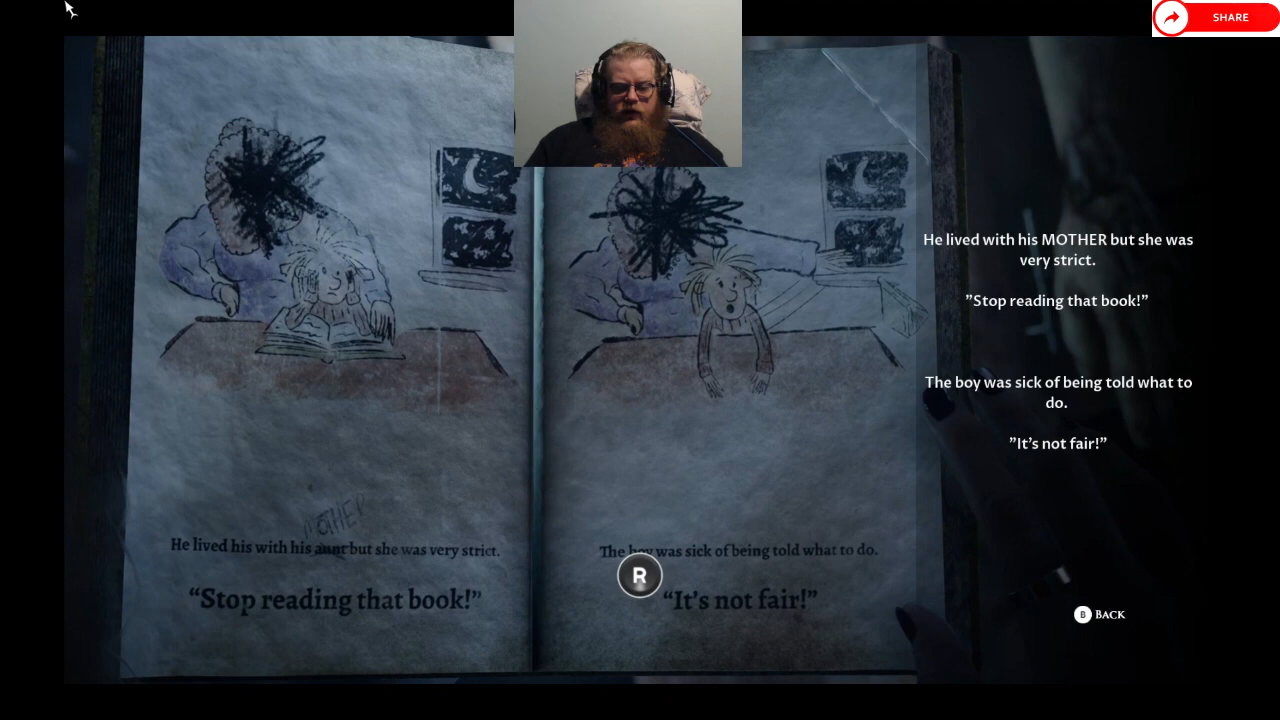 SHARE
MOTHER
He lived his with his aunt but she was very strict.
“Stop reading that book!”
The boy was sick of being told what to do.
“It’s not fair!”
R
He lived with his MOTHER but she was
very strict.
"Stop reading that book!"
The boy was sick of being told what to
do.
"It's not fair!"
B BACK